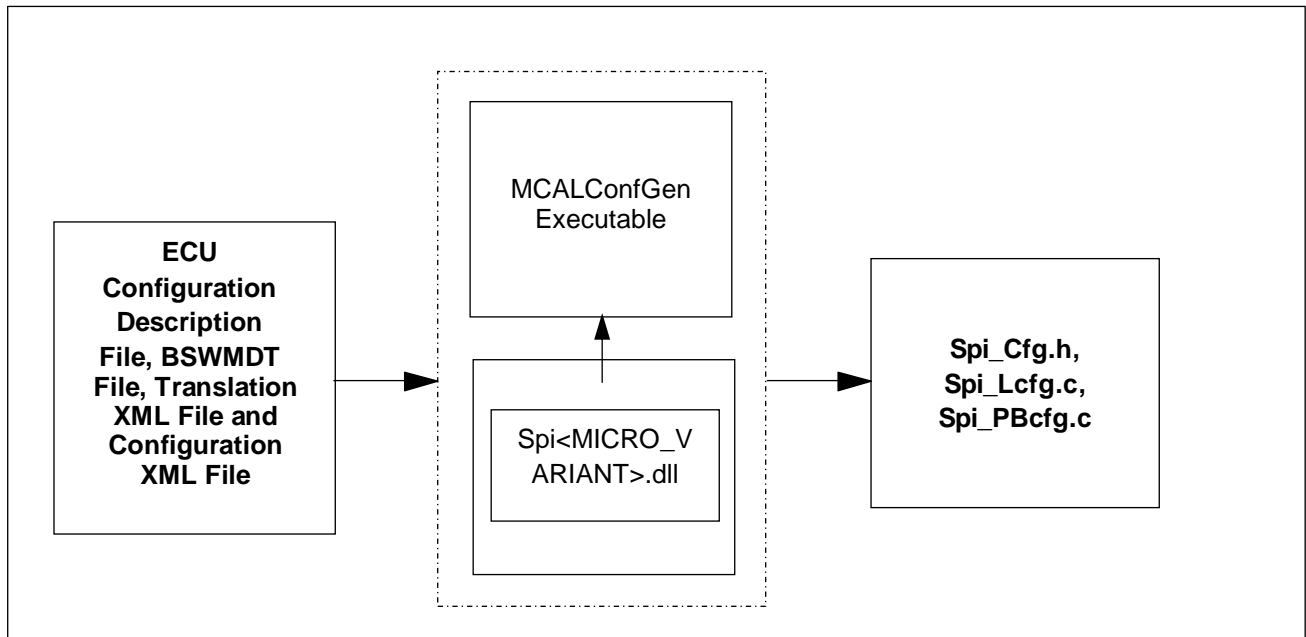 ECU
Configuration
Description
File, BSWMDT
File, Translation
XML File and
Configuration
XML File
MCALConfGen
Executable
Spi<MICRO_V
ARIANT>.dll
Spi_Cfg.h,
Spi_Lcfg.c,
Spi_PBcfg.c